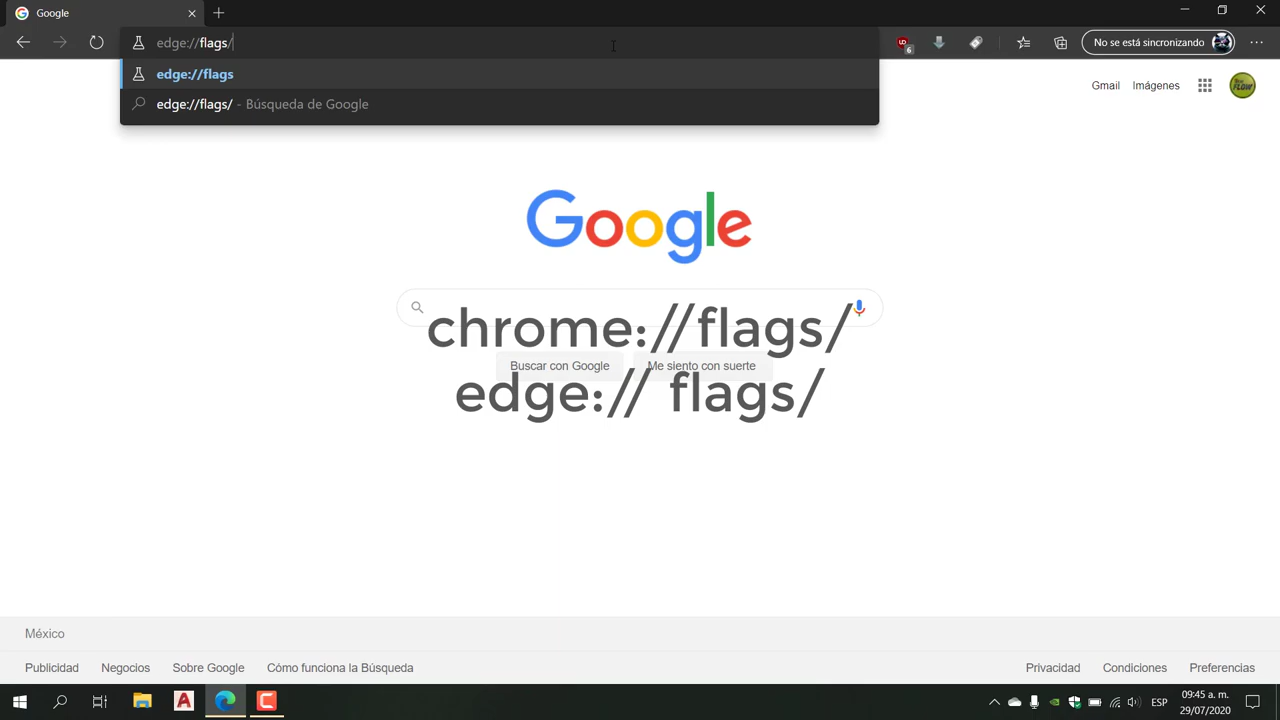 Google
edge://flags/
edge://flags
edge://flags/ - Búsqueda de Google
6
No se está sincronizando
Gmail
Imágenes
Google
chrome://flags/
Buscar con Google
Me siento con suerte
edge:// flags/
México
Publicidad
Negocios
Sobre Google
Cómo funciona la Búsqueda
Privacidad
Condiciones
Preferencias
ESP
09:45 a. m.
29/07/2020